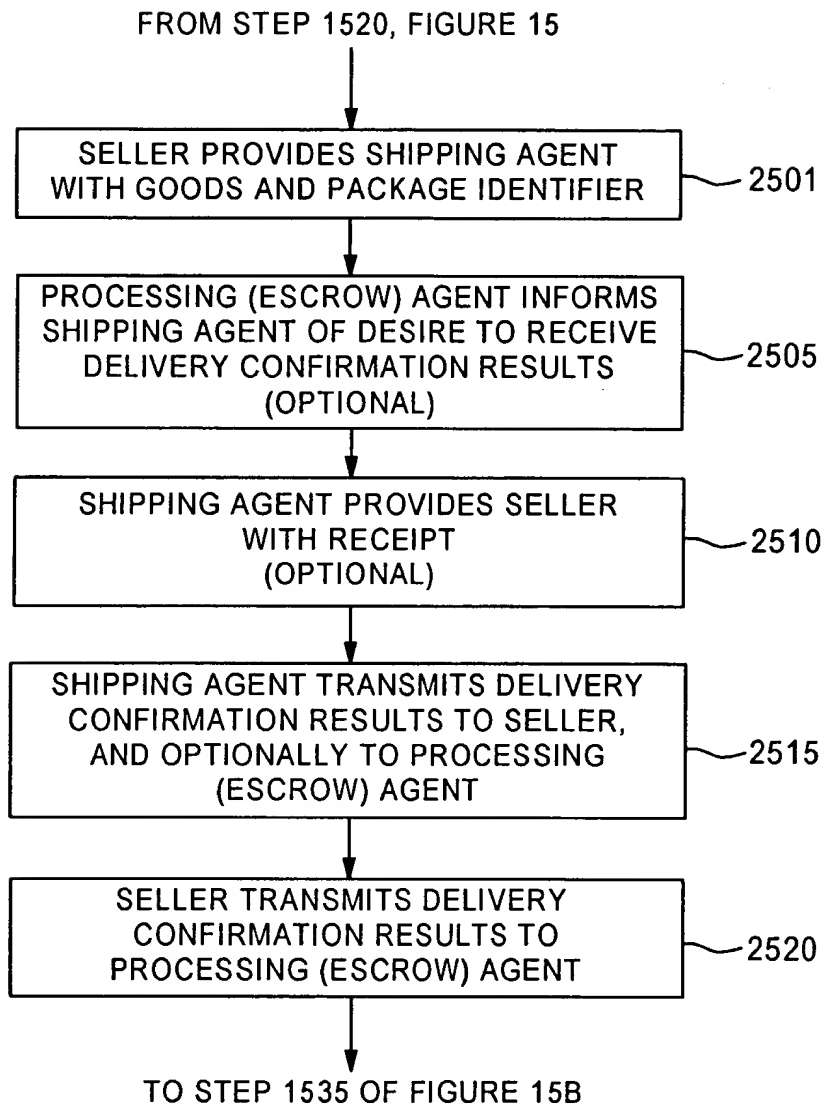 FROM STEP 1520, FIGURE 15
SELLER PROVIDES SHIPPING AGENT
WITH GOODS AND PACKAGE IDENTIFIER
2501
PROCESSING (ESCROW) AGENT INFORMS
SHIPPING AGENT OF DESIRE TO RECEIVE
DELIVERY CONFIRMATION RESULTS
(OPTIONAL)
2505
SHIPPING AGENT PROVIDES SELLER
WITH RECEIPT
(OPTIONAL)
2510
SHIPPING AGENT TRANSMITS DELIVERY
CONFIRMATION RESULTS TO SELLER,
AND OPTIONALLY TO PROCESSING
(ESCROW) AGENT
2515
SELLER TRANSMITS DELIVERY
CONFIRMATION RESULTS TO
PROCESSING (ESCROW) AGENT
2520
TO STEP 1535 OF FIGURE 15B